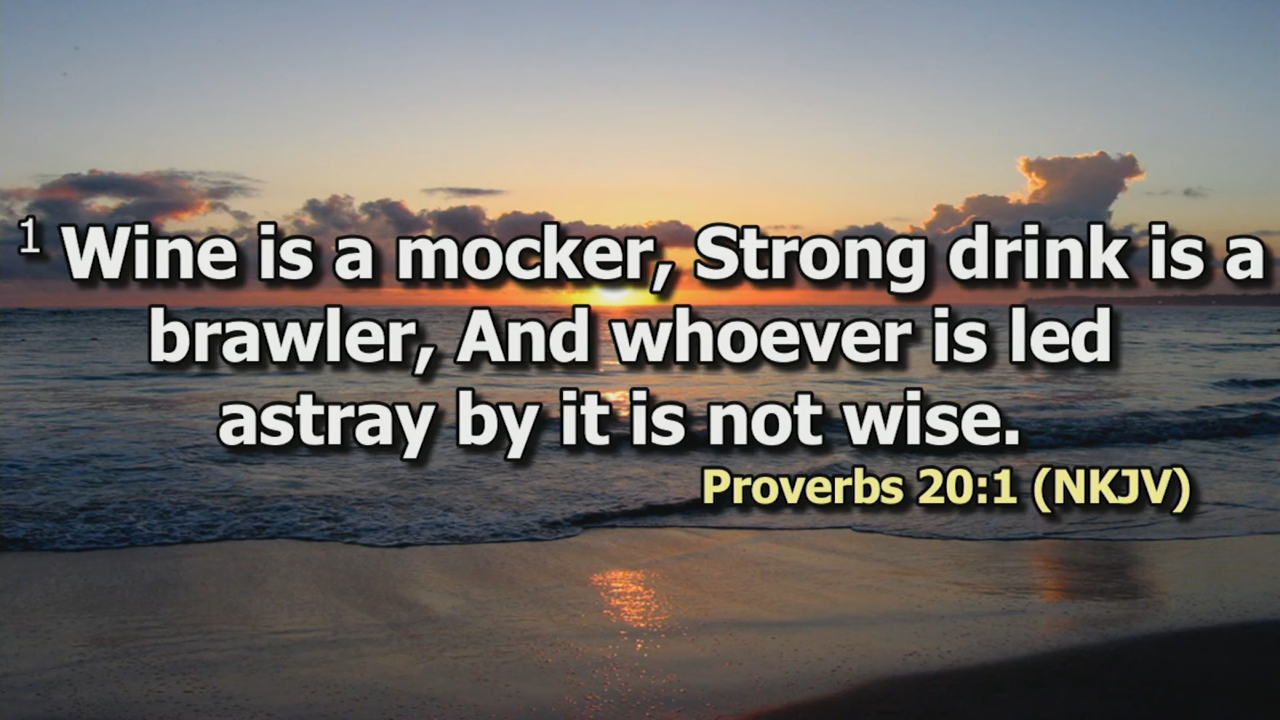 1 Wine is a mocker, Strong drink is a
brawler, And whoever is led
astray by it is not wise.
Proverbs 20:1 (NKJV)